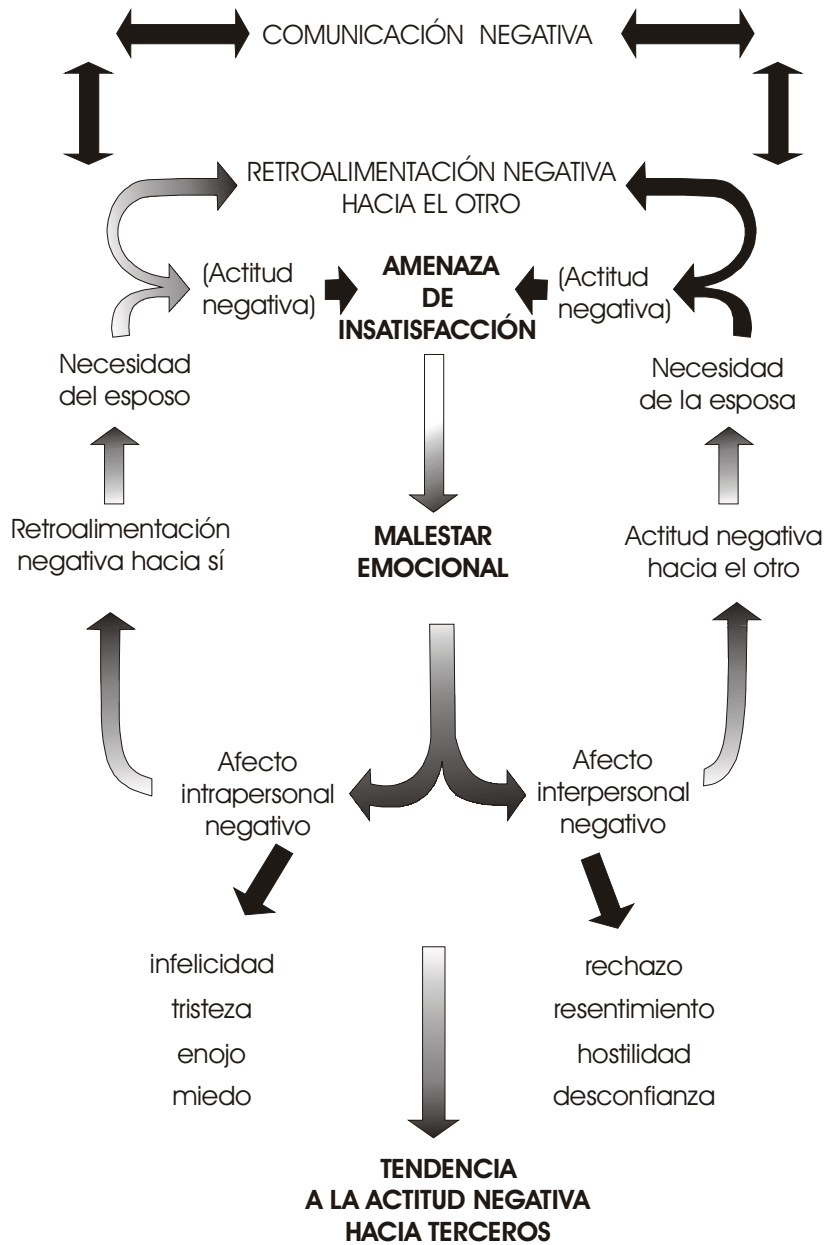 COMUNICACIÓN NEGATIVA
RETROALIMENTACIÓN NEGATIVA
HACIA EL OTRO
(Actitud
negativa)
AMENAZA
DE
INSATISFACCIÓN
(Actitud
negativa)
Necesidad
del esposo
Necesidad
de la esposa
Retroalimentación
negativa hacia sí
MALESTAR
EMOCIONAL
Actitud negativa
hacia el otro
Afecto
intrapersonal
negativo
Afecto
interpersonal
negativo
infelicidad
tristeza
enojo
miedo
rechazo
resentimiento
hostilidad
desconfianza
TENDENCIA
A LA ACTITUD NEGATIVA
HACIA TERCEROS